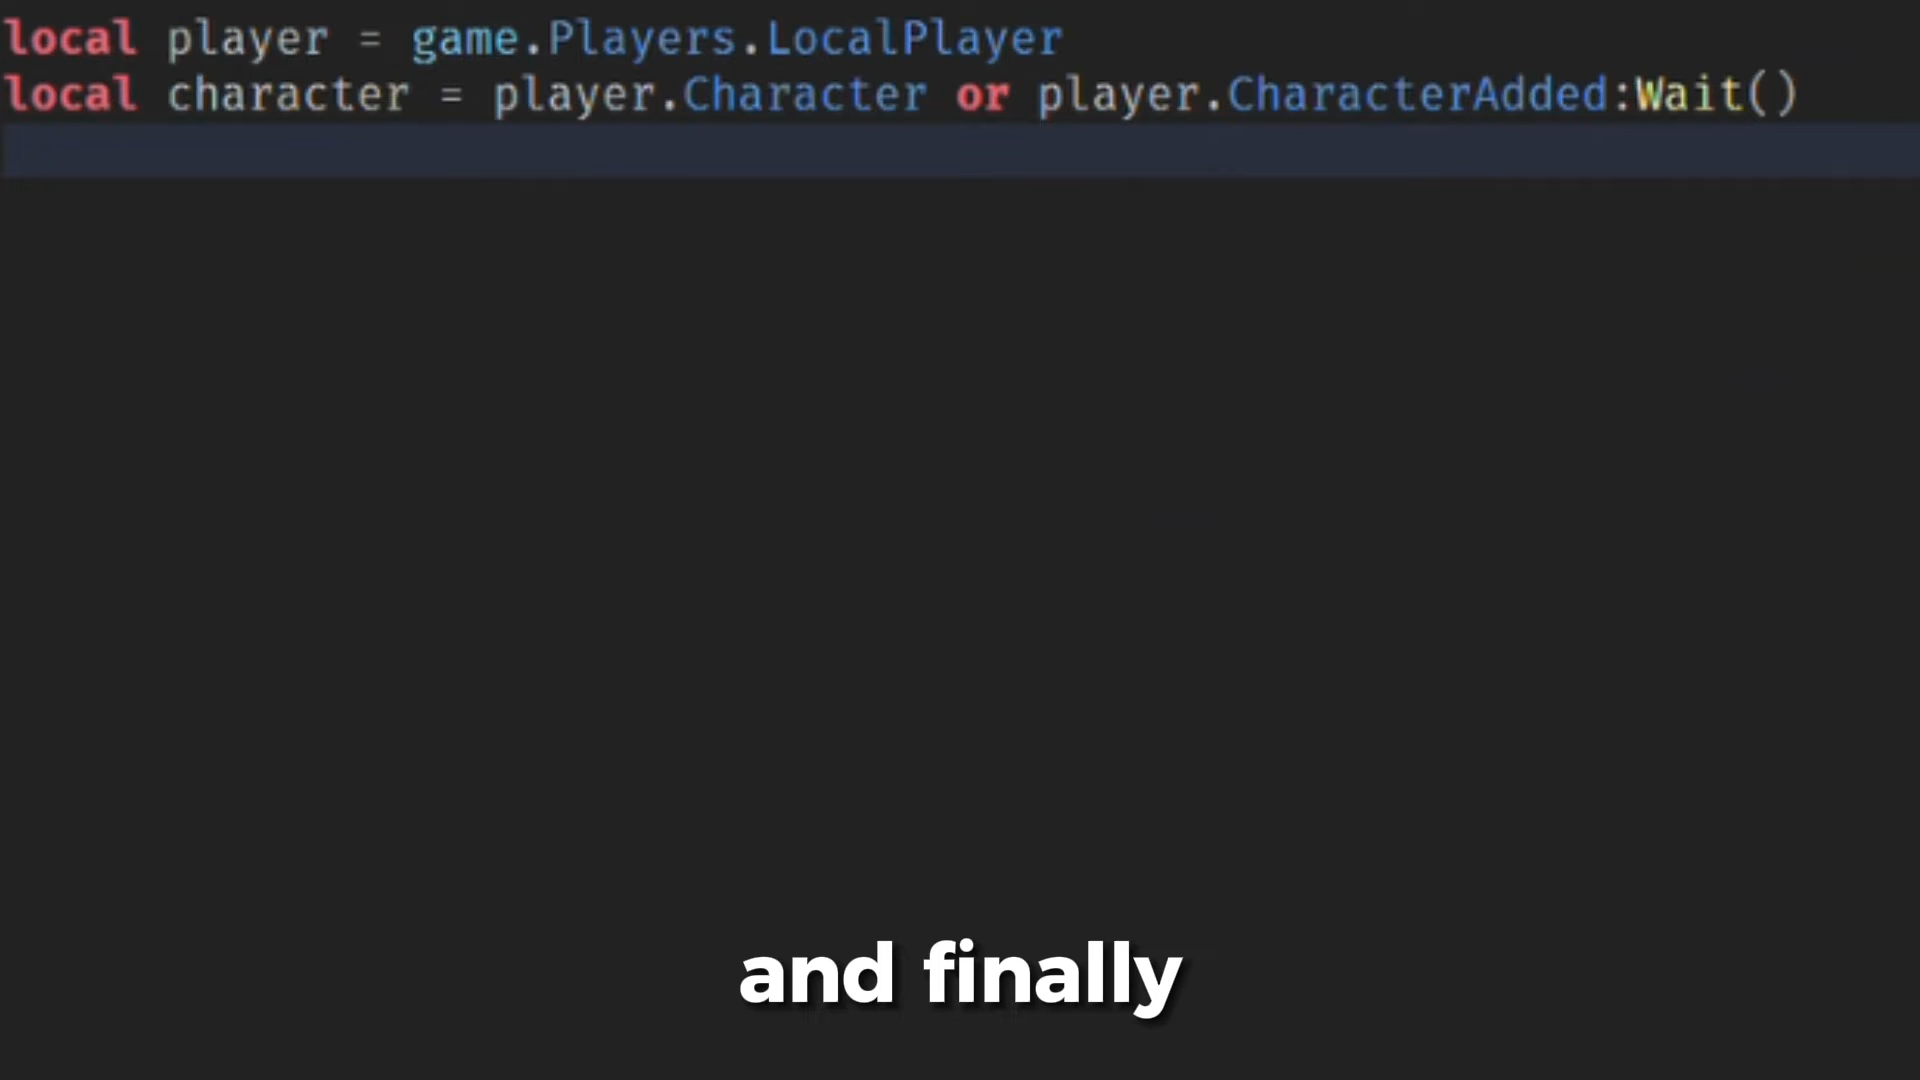 local player = game.Players.LocalPlayer
local character = player.Character or player.CharacterAdded:Wait()
and finally